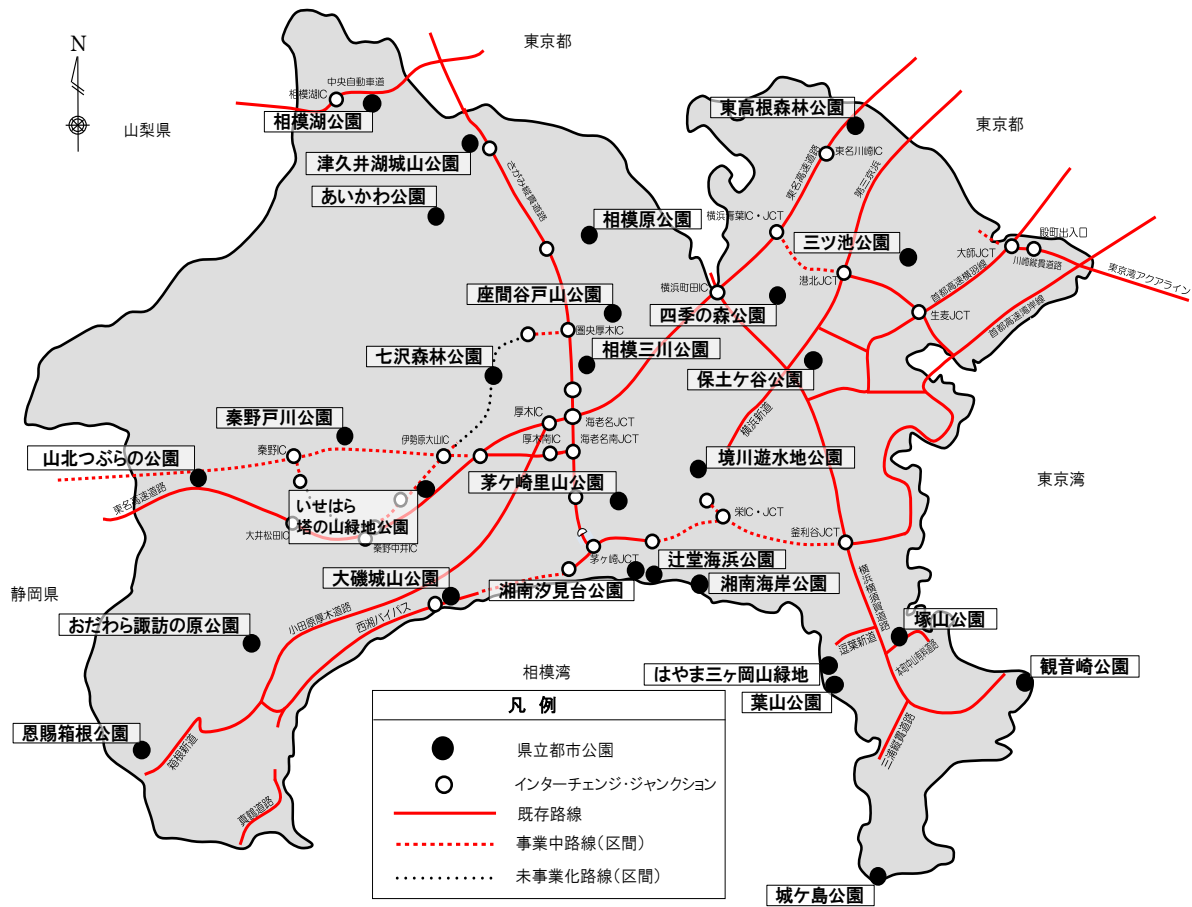 N
東京都
中央自動車道
相模湖IC
相模湖公園
山梨県
東高根森林公園
東京都
津久井湖城山公園
さがみ縦貫道路
東名川崎IC
東名高速道路
第三京浜
あいかわ公園
相模原公園
横浜青葉IC・JCT
三ツ池公園
殿町出入口
大師JCT
川崎縦貫道路
東京湾アクアライン
首都高速横羽線
港北JCT
座間谷戸山公園
横浜町田IC
四季の森公園
生麦JCT
首都高速湾岸線
圏央厚木IC
七沢森林公園
相模三川公園
保土ケ谷公園
秦野戸川公園
厚木IC
海老名JCT
横浜新道
伊勢原大山IC
厚木南IC
海老名南JCT
秦野IC
山北つぶらの公園
境川遊水地公園
東京湾
茅ケ崎里山公園
いせはら
塔の山緑地公園
東名高速道路
大井松田IC
秦野中井IC
栄IC・JCT
釜利谷JCT
茅ヶ崎JCT
辻堂海浜公園
大磯城山公園
湘南汐見台公園
湘南海岸公園
横浜横須賀道路
静岡県
小田原厚木道路
西湘バイパス
おだわら諏訪の原公園
塚山公園
逗葉新道
本町中山有料道路
相模湾
はやま三ヶ岡山緑地
観音崎公園
葉山公園
恩賜箱根公園
箱根新道
三浦縦貫道路
真鶴道路
凡 例
県立都市公園
インターチェンジ・ジャンクション
既存路線
事業中路線(区間)
未事業化路線(区間)
城ケ島公園